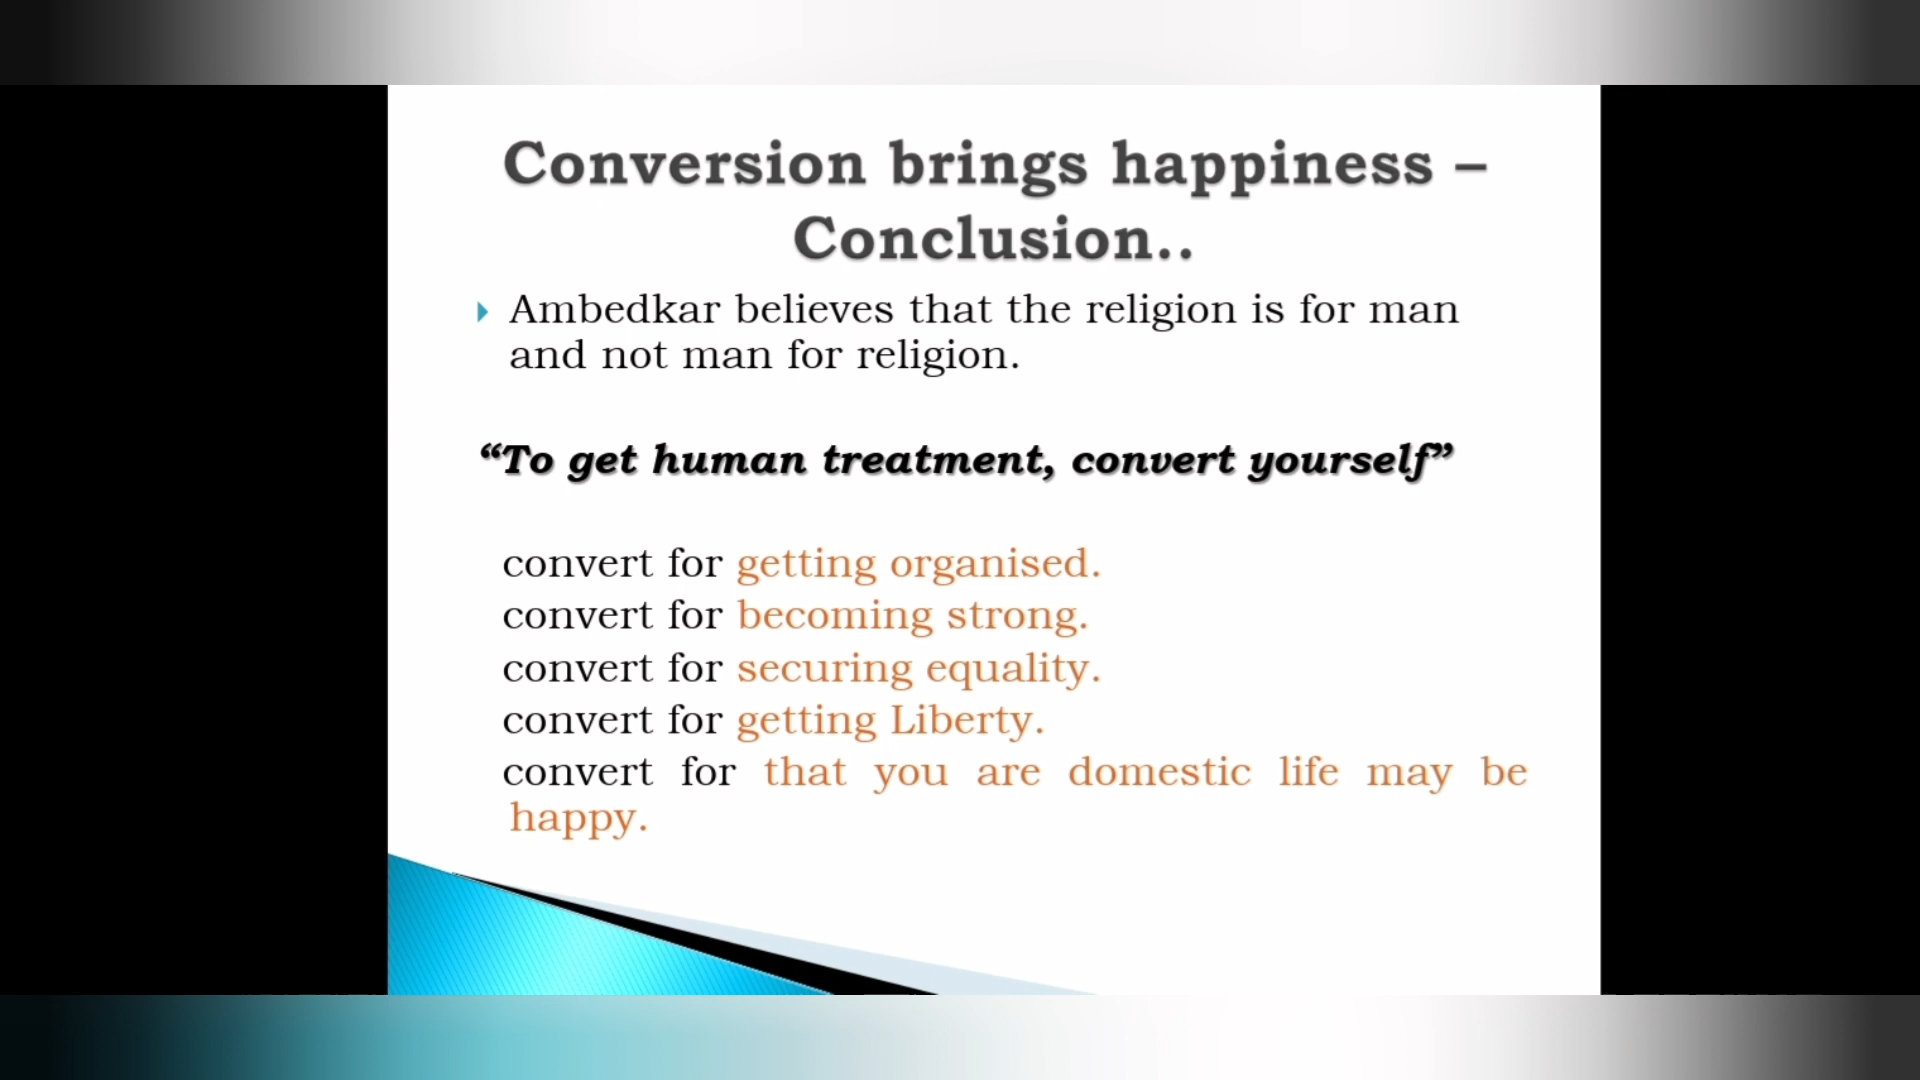 Conversion brings happiness –
Conclusion..
Ambedkar believes that the religion is for man
and not man for religion.
“To get human treatment, convert yourself”
convert for getting organised.
convert for becoming strong.
convert for securing equality.
convert for getting Liberty.
convert for that you are domestic life may be
happy.